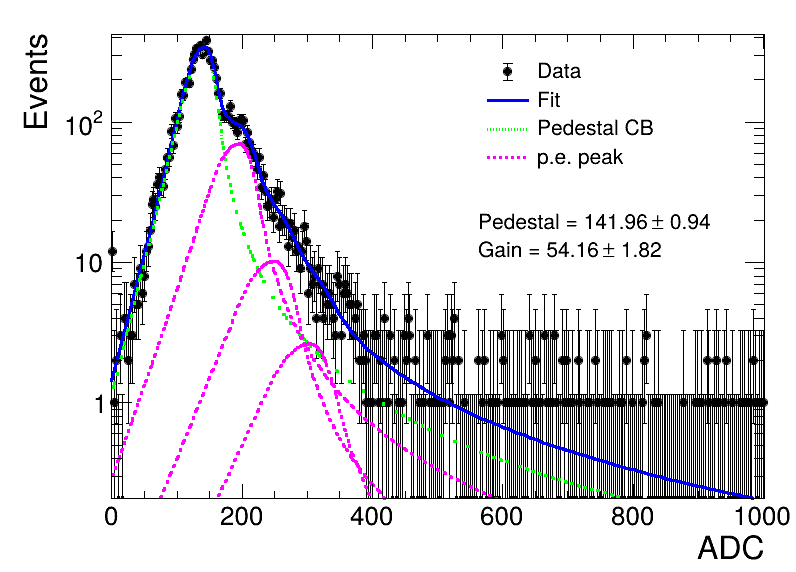 Events
Data
Fit
Pedestal CB
p.e. peak
Pedestal = 141.96 ± 0.94
Gain = 54.16 ± 1.82
10²
10
1
0 200 400 600 800 1000
ADC